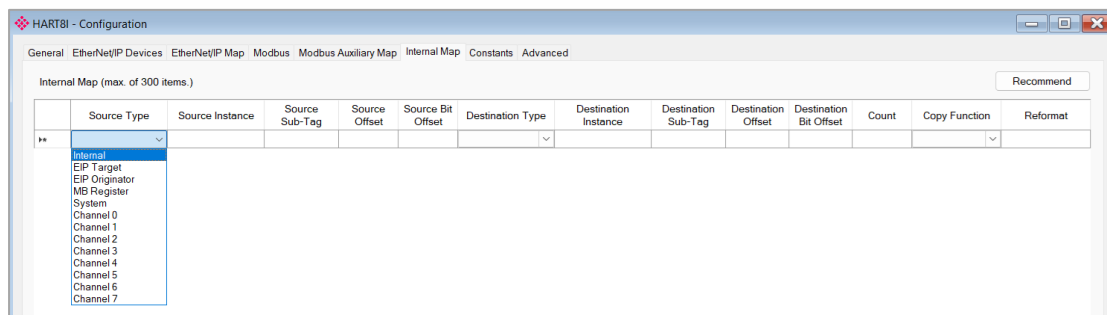 HART8I - Configuration
General EtherNet/IP Devices EtherNet/IP Map Modbus Modbus Auxiliary Map Internal Map Constants Advanced
Internal Map (max. of 300 items.)
Recommend
Source Type Source Instance Source Sub-Tag Source Offset Source Bit Offset Destination Type Destination Instance Destination Sub-Tag Destination Offset Destination Bit Offset Count Copy Function Reformat
Internal
EIP Target
EIP Originator
MB Register
System
Channel 0
Channel 1
Channel 2
Channel 3
Channel 4
Channel 5
Channel 6
Channel 7